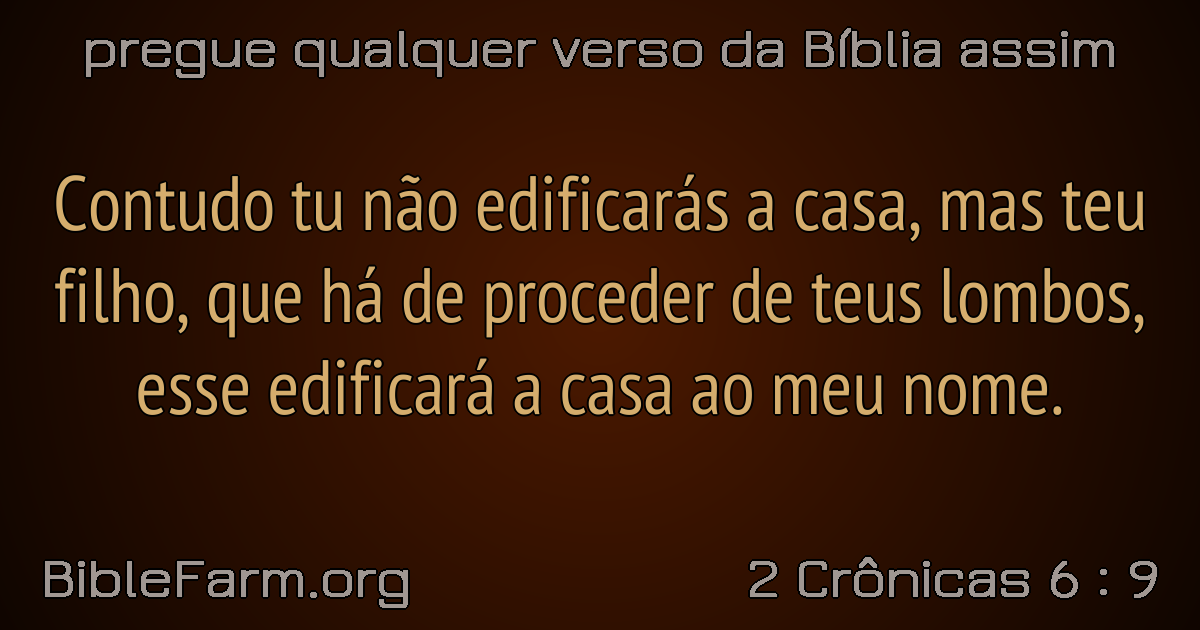 pregue qualquer verso da Bíblia assim
Contudo tu não edificarás a casa, mas teu
filho, que há de proceder de teus lombos,
esse edificará a casa ao meu nome.
BibleFarm.org
2 Crônicas 6 : 9